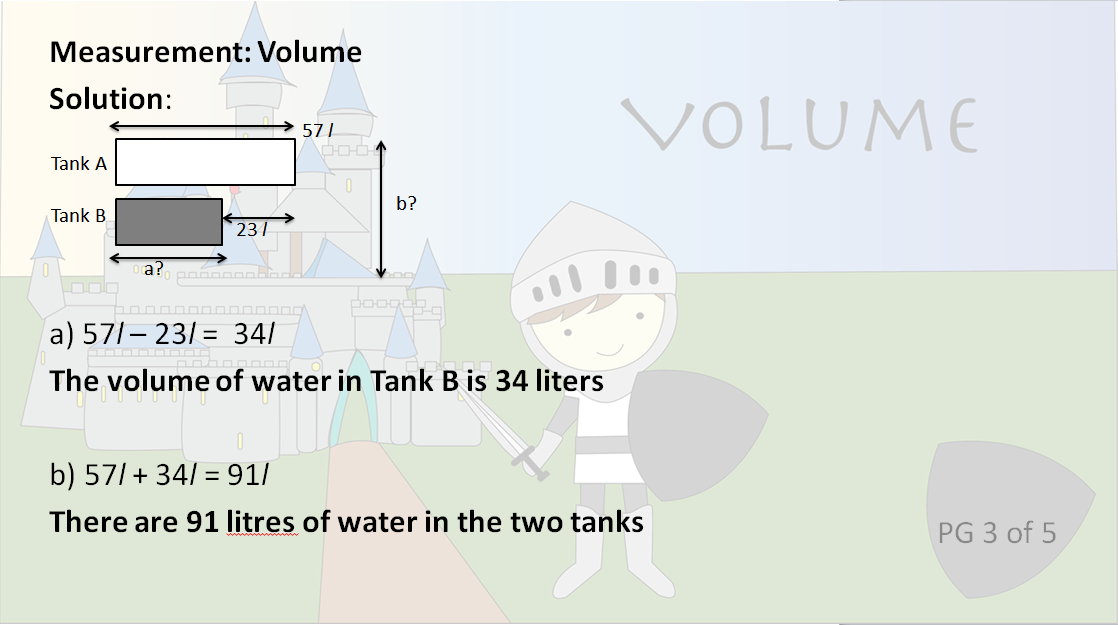 Measurement: Volume
VOLUME
Solution:
57 l
Tank A
b?
Tank B
23 l
a?
a) 57l – 23l = 34l
The volume of water in Tank B is 34 liters
b) 57l + 34l = 91l
There are 91 litres of water in the two tanks
PG 3 of 5